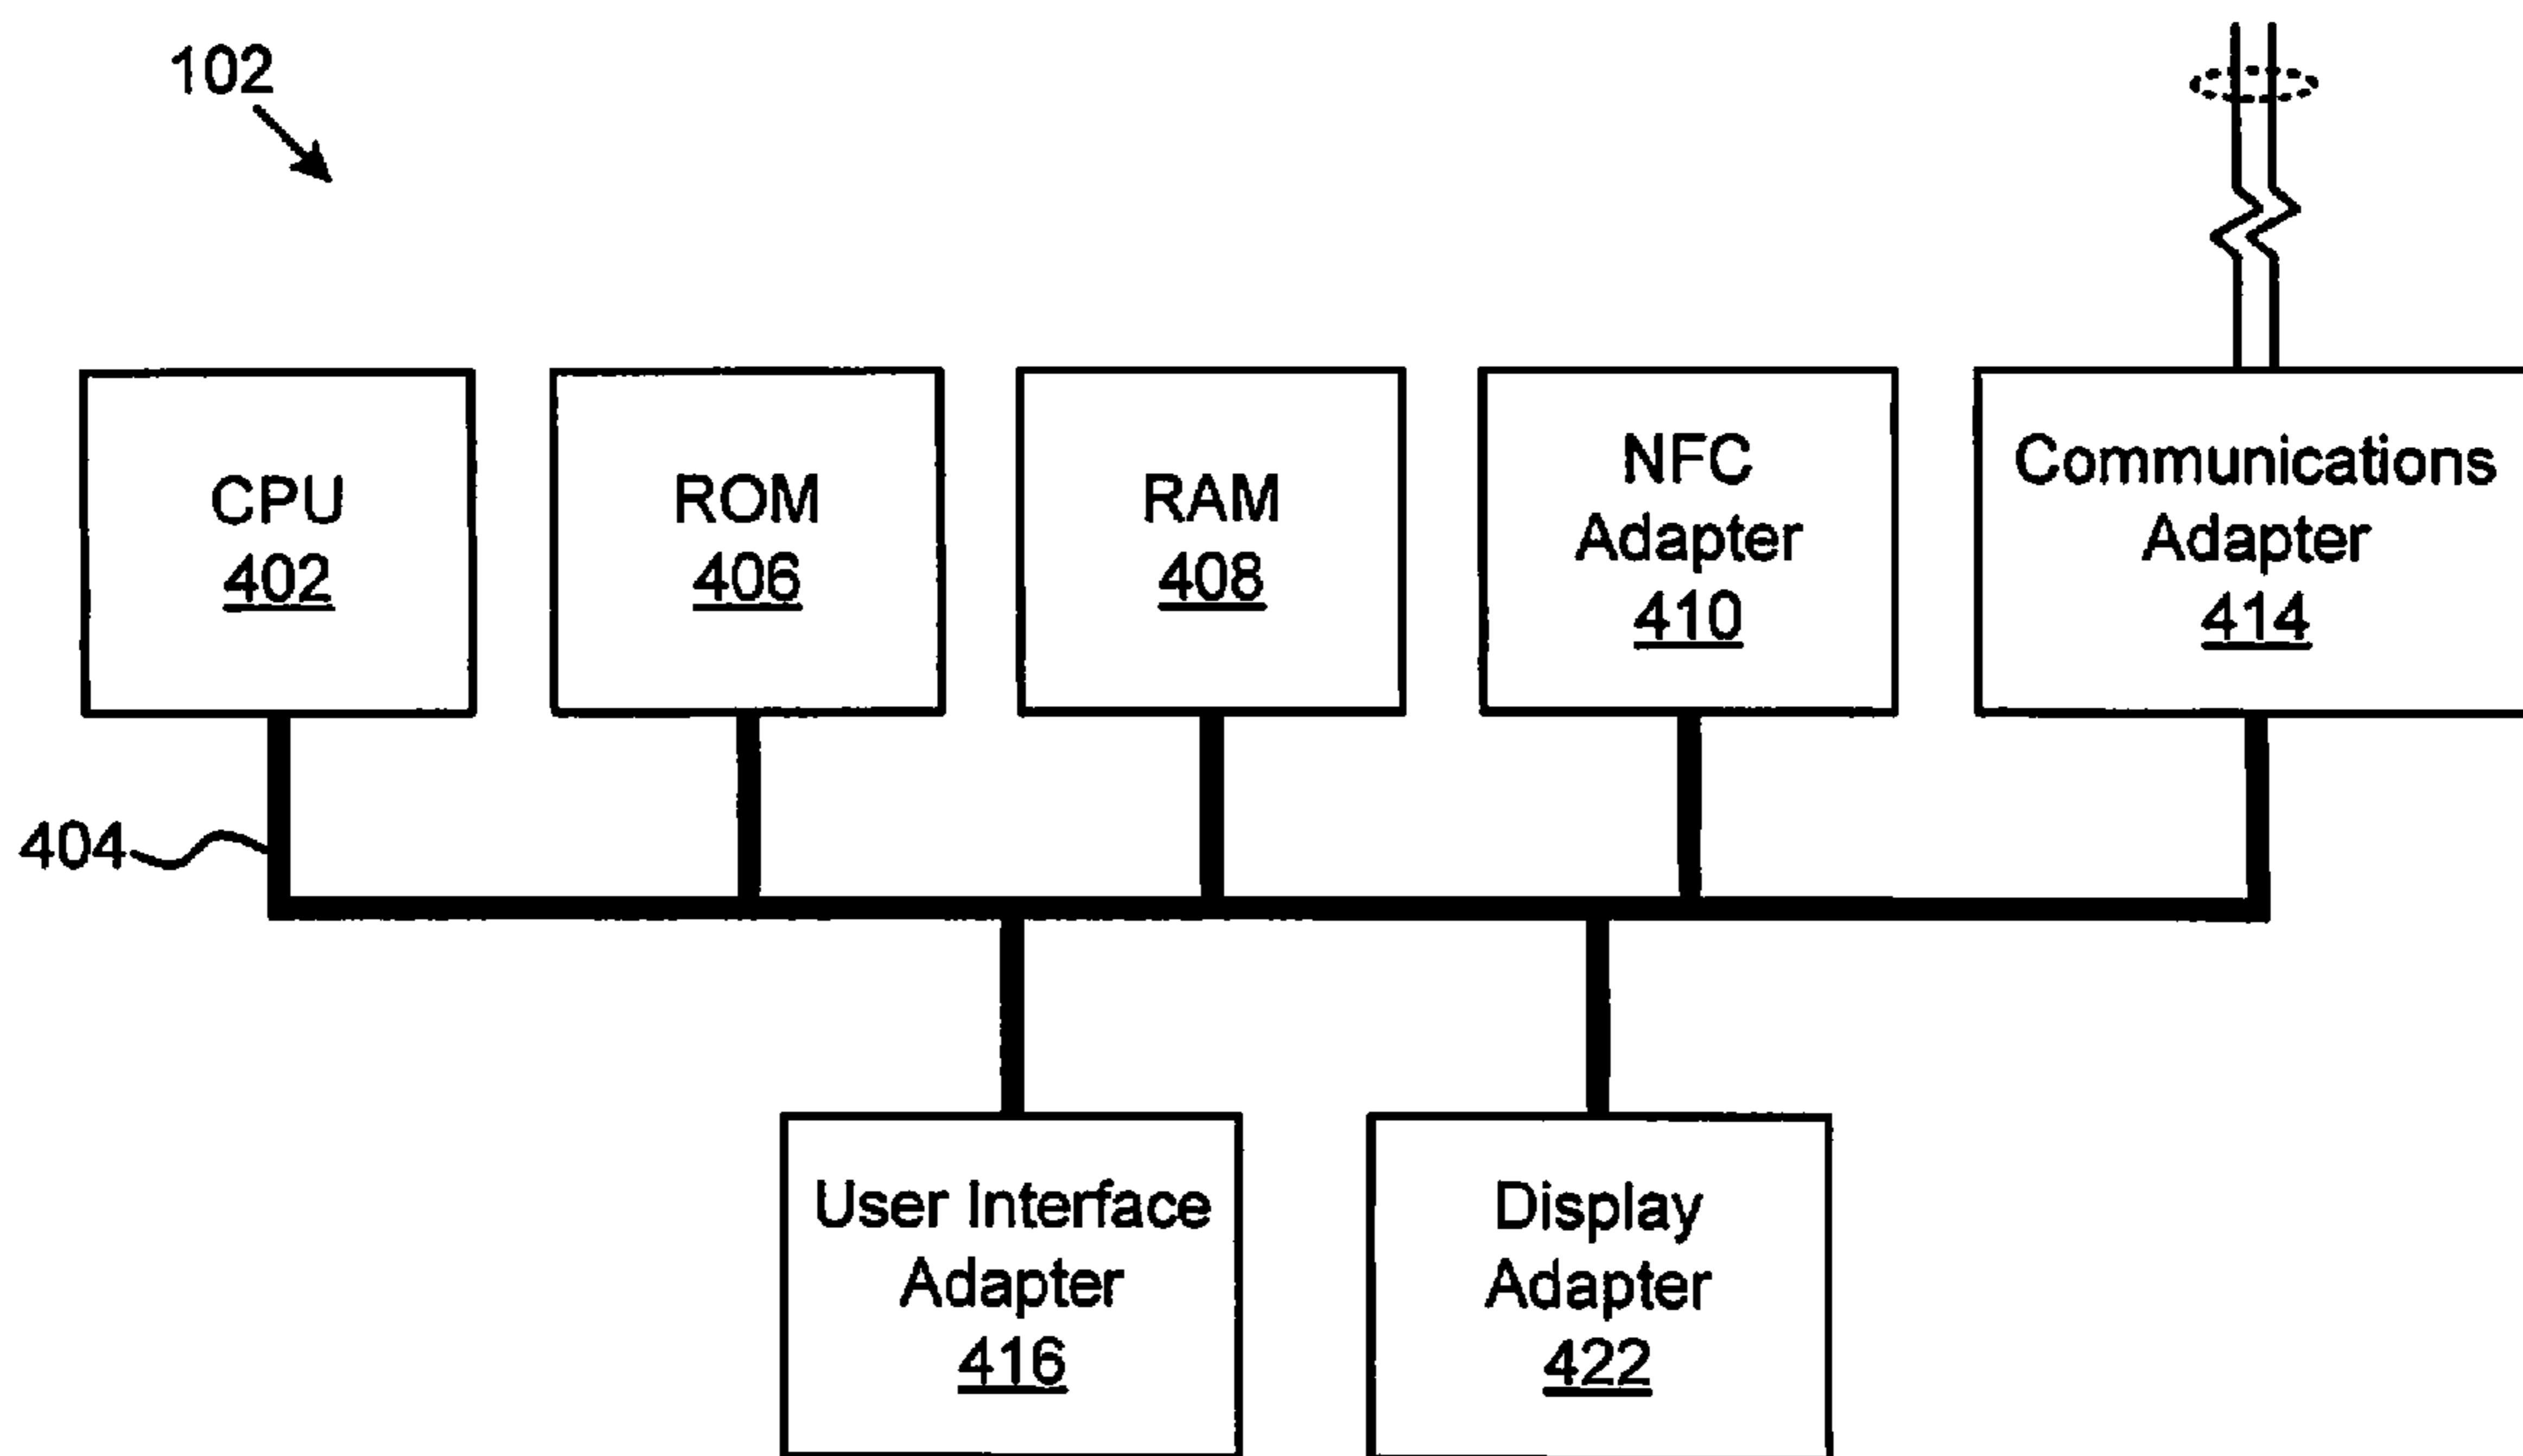 102
CPU
402
ROM
406
RAM
408
NFC
Adapter
410
Communications
Adapter
414
404
User Interface
Adapter
416
Display
Adapter
422